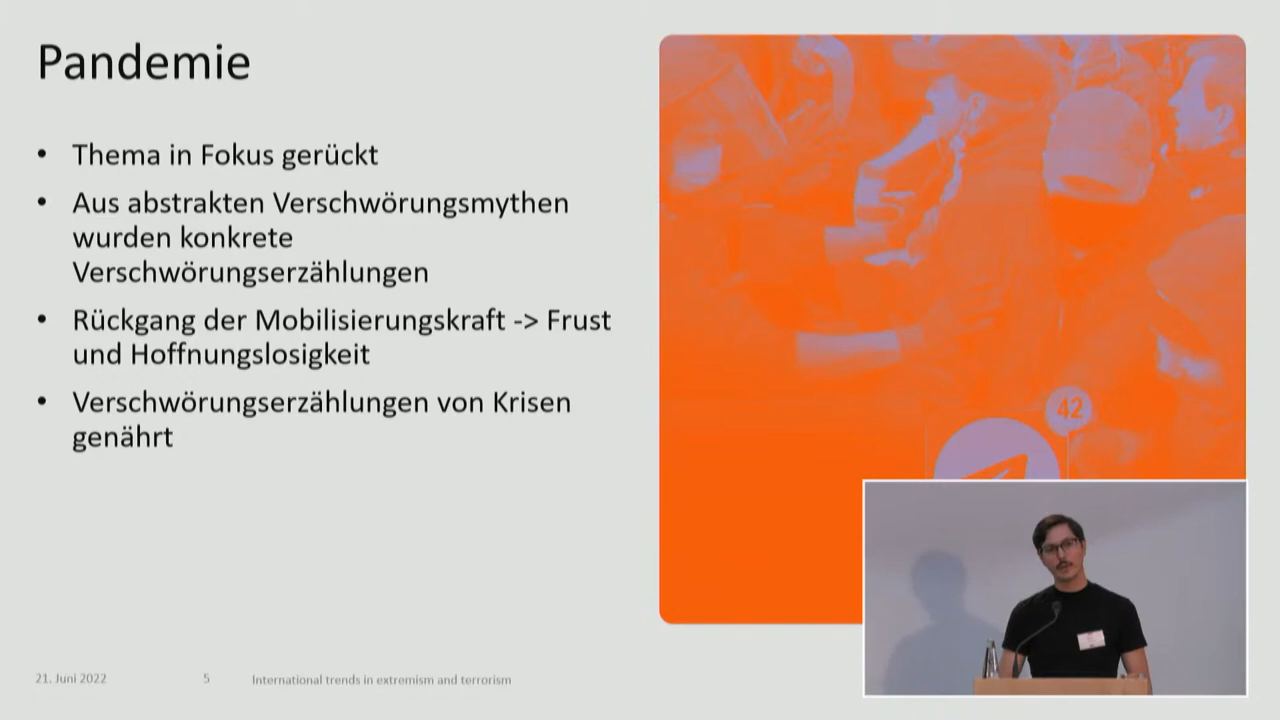 Pandemie
• Thema in Fokus gerückt
• Aus abstrakten Verschwörungsmythen
wurden konkrete
Verschwörungserzählungen
• Rückgang der Mobilisierungskraft -> Frust
und Hoffnungslosigkeit
• Verschwörungserzählungen von Krisen
genährt
42
21. Juni 2022
5
International trends in extremism and terrorism